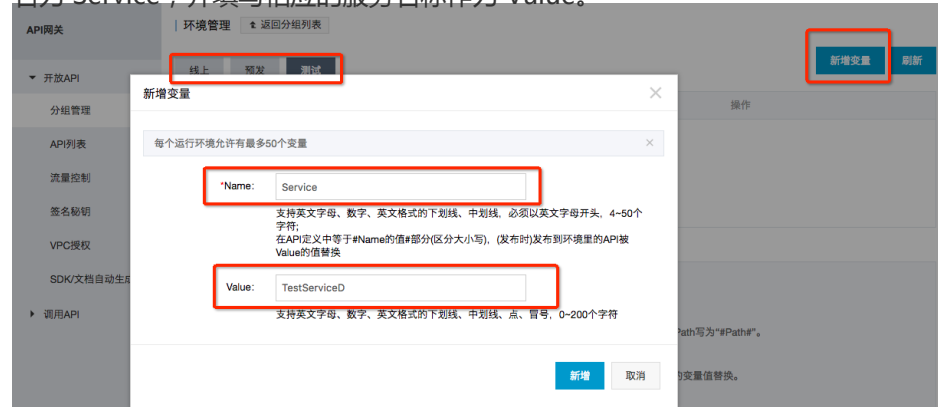 台为 Service，并填写相应的服务目标作为 Value。
API网关
环境管理 返回分组列表
线上 预发 测试
新增变量 刷新
开放API
分组管理
API列表
流量控制
签名秘钥
VPC授权
SDK/文档自动生成
调用API
操作
新增变量
每个运行环境允许有最多50个变量
*Name: Service
支持英文字母、数字、英文格式的下划线、中划线，必须以英文字母开头，4~50个
字符;
在API定义中等于#Name的值#部分(区分大小写)，(发布时)发布到环境里的API被
Value的值替换
Value: TestServiceD
支持英文字母、数字、英文格式的下划线、中划线、点、冒号，0~200个字符
Path写为“#Path#”。
的变量值替换。
新增 取消